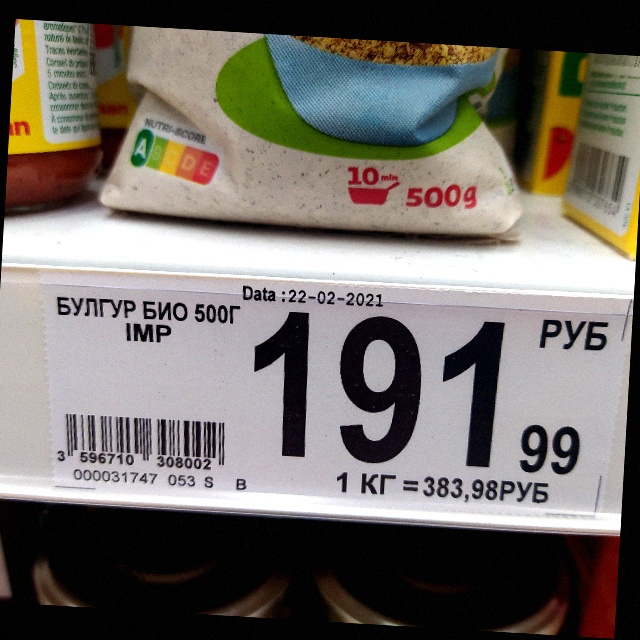 NUTRI-SCORE
A B C D E
10 min
500g
Data :22-02-2021
БУЛГУР БИО 500Г
IMP
191
99
РУБ
3 596710 308002
000031747 053 S B
1 КГ =383,98РУБ